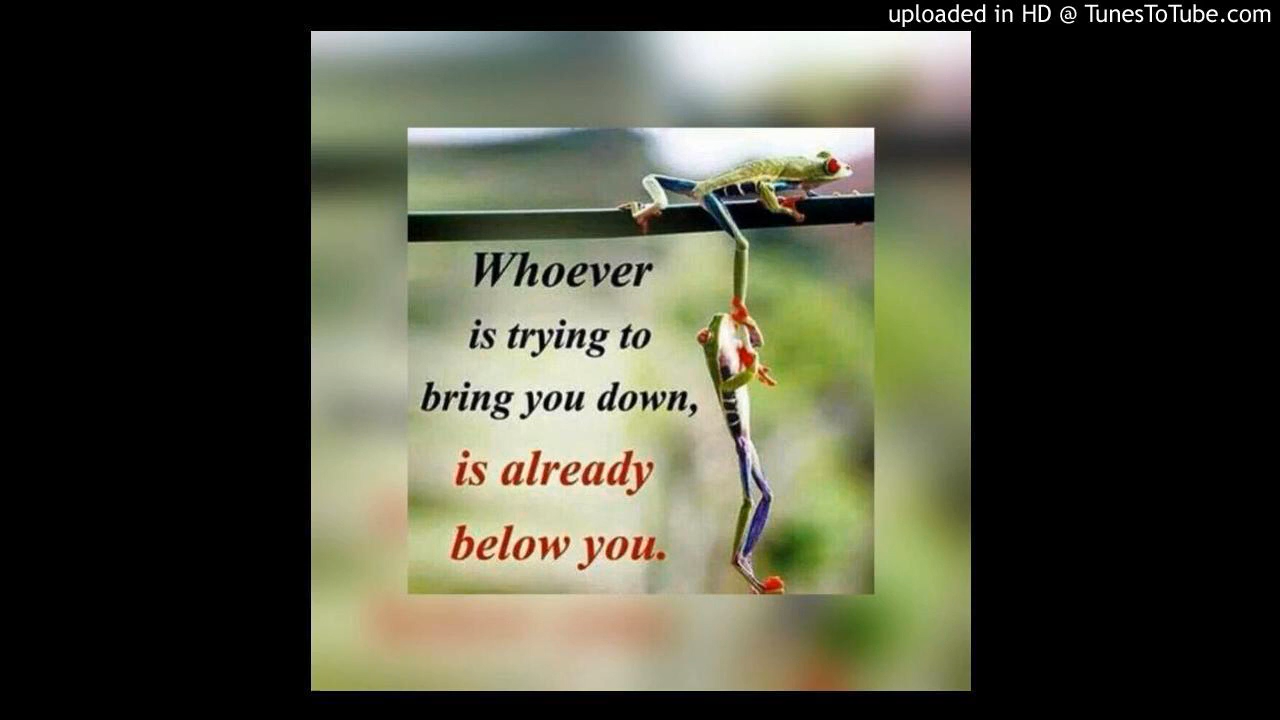 uploaded in HD @ TunesToTube.com
Whoever
is trying to
bring you down,
is already
below you.